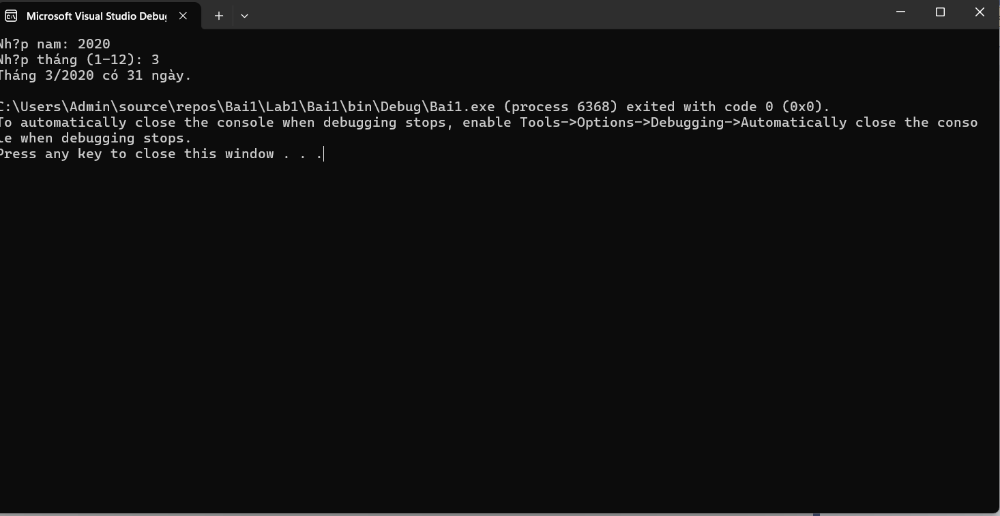 Microsoft Visual Studio Debug
Nh?p nam: 2020
Nh?p tháng (1-12): 3
Tháng 3/2020 có 31 ngày.
C:\Users\Admin\source\repos\Bai1\Lab1\Bai1\bin\Debug\Bai1.exe (process 6368) exited with code 0 (0x0).
To automatically close the console when debugging stops, enable Tools->Options->Debugging->Automatically close the conso
le when debugging stops.
Press any key to close this window . . .